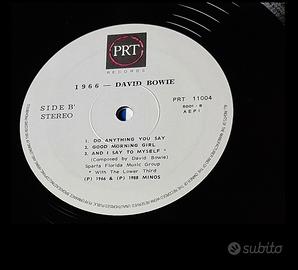 PRT
RECORDS
1966 — DAVID BOWIE
SIDE B'
STEREO
PRT 11004
8001 - B
AEPI
1. DO ANYTHING YOU SAY
2. GOOD MORNING GIRL
3. AND I SAY TO MYSELF *
(Composed by David Bowie)
Sparta Florida Music Group
* With The Lower Third
(P) 1966 & (P) 1988 MINOS
subito